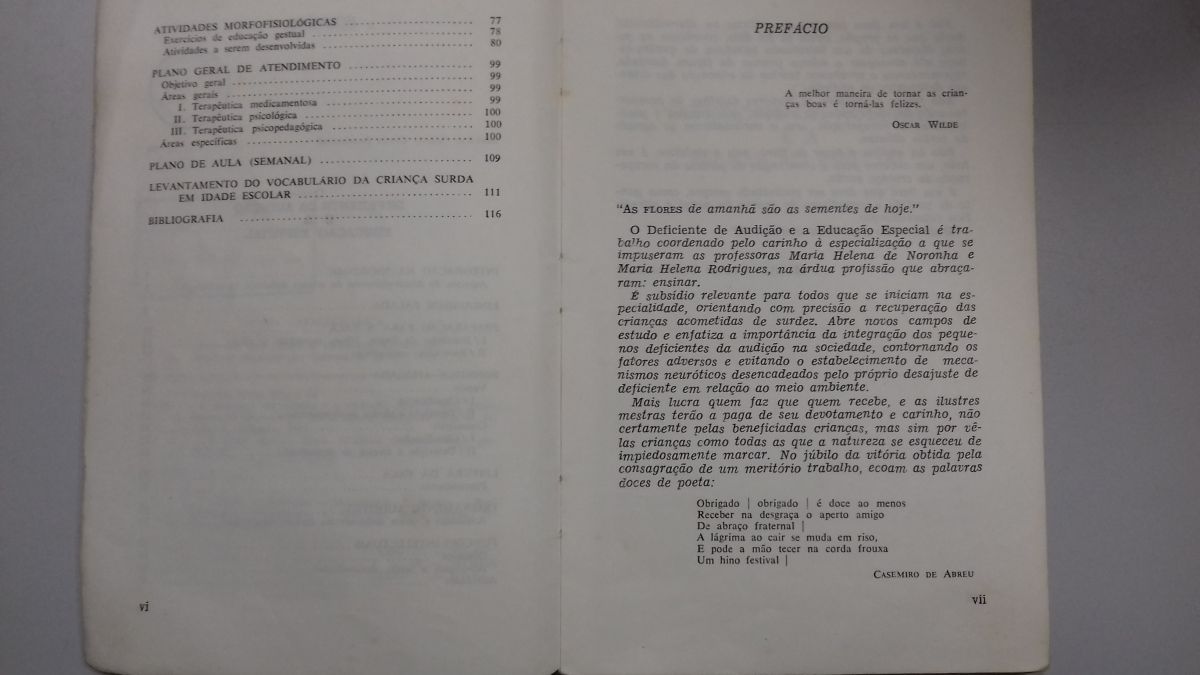 ATIVIDADES MORFOFISIOLÓGICAS 77
Exercícios de educação gestual 78
Atividades a serem desenvolvidas 80
PLANO GERAL DE ATENDIMENTO 99
Objetivo geral 99
Áreas gerais 99
I. Terapêutica medicamentosa 99
II. Terapêutica psicológica 100
III. Terapêutica psicopedagógica 100
Áreas específicas 100
PLANO DE AULA (SEMANAL) 109
LEVANTAMENTO DO VOCABULÁRIO DA CRIANÇA SURDA
EM IDADE ESCOLAR 111
BIBLIOGRAFIA 116
vi
PREFÁCIO
A melhor maneira de tornar as crian-
ças boas é torná-las felizes.
OSCAR WILDE
"AS FLORES de amanhã são as sementes de hoje."
O Deficiente de Audição e a Educação Especial é tra-
balho coordenado pelo carinho à especialização a que se
impuseram as professoras Maria Helena de Noronha e
Maria Helena Rodrigues, na árdua profissão que abraça-
ram: ensinar.
É subsídio relevante para todos que se iniciam na es-
pecialidade, orientando com precisão a recuperação das
crianças acometidas de surdez. Abre novos campos de
estudo e enfatiza a importância da integração dos peque-
nos deficientes da audição na sociedade, contornando os
fatores adversos e evitando o estabelecimento de meca-
nismos neuróticos desencadeados pelo próprio desajuste de
deficiente em relação ao meio ambiente.
Mais lucra quem faz que quem recebe, e as ilustres
mestras terão a paga de seu devotamento e carinho, não
certamente pelas beneficiadas crianças, mas sim por vê-
las crianças como todas as que a natureza se esqueceu de
impiedosamente marcar. No júbilo da vitória obtida pela
consagração de um meritório trabalho, ecoam as palavras
doces de poeta:
Obrigado | obrigado | é doce ao menos
Receber na desgraça o aperto amigo
De abraço fraternal |
A lágrima ao cair se muda em riso,
E pode a mão tecer na corda frouxa
Um hino festival |
CASEMIRO DE ABREU
vii